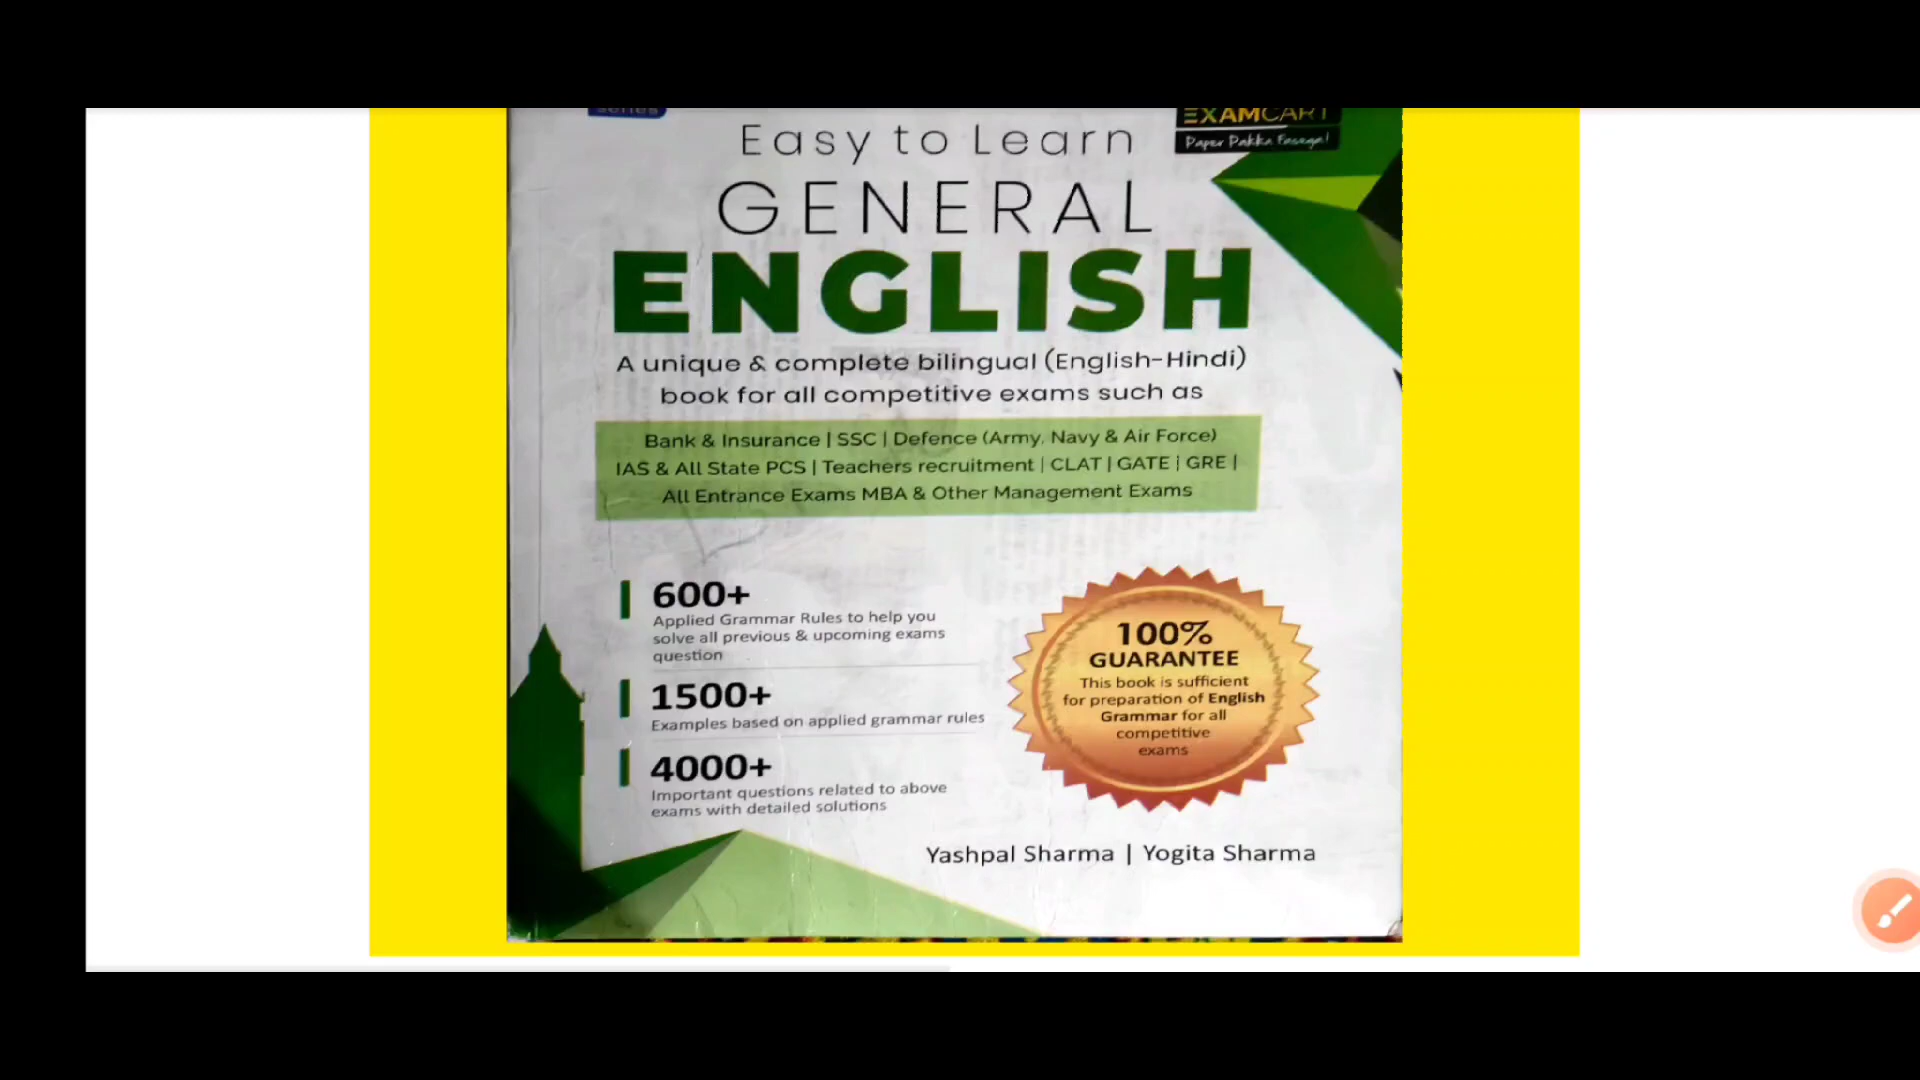 series
EXAMCART
Paper Pakka Fasega!
Easy to Learn
GENERAL
ENGLISH
A unique & complete bilingual (English-Hindi)
book for all competitive exams such as
Bank & Insurance | SSC | Defence (Army, Navy & Air Force)
IAS & All State PCS | Teachers recruitment | CLAT | GATE | GRE |
All Entrance Exams MBA & Other Management Exams
600+
Applied Grammar Rules to help you
solve all previous & upcoming exams
question
1500+
Examples based on applied grammar rules
4000+
Important questions related to above
exams with detailed solutions
100%
GUARANTEE
This book is sufficient
for preparation of English
Grammar for all
competitive
exams
Yashpal Sharma | Yogita Sharma